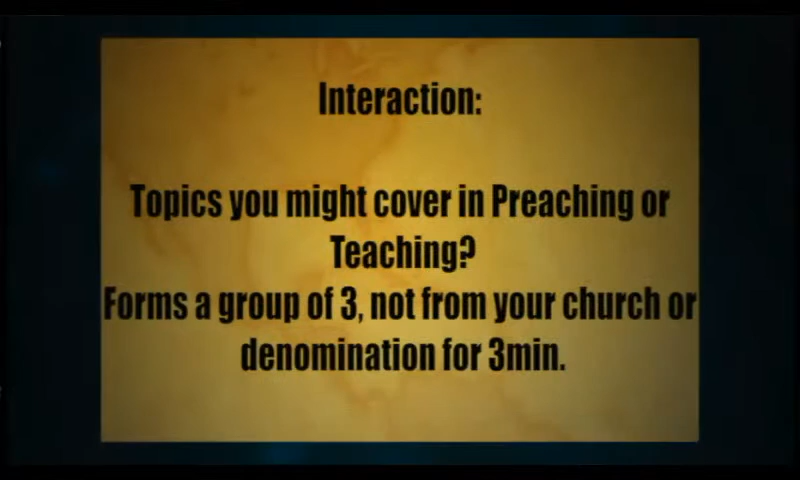 Interaction:
Topics you might cover in Preaching or
Teaching?
Forms a group of 3, not from your church or
denomination for 3min.